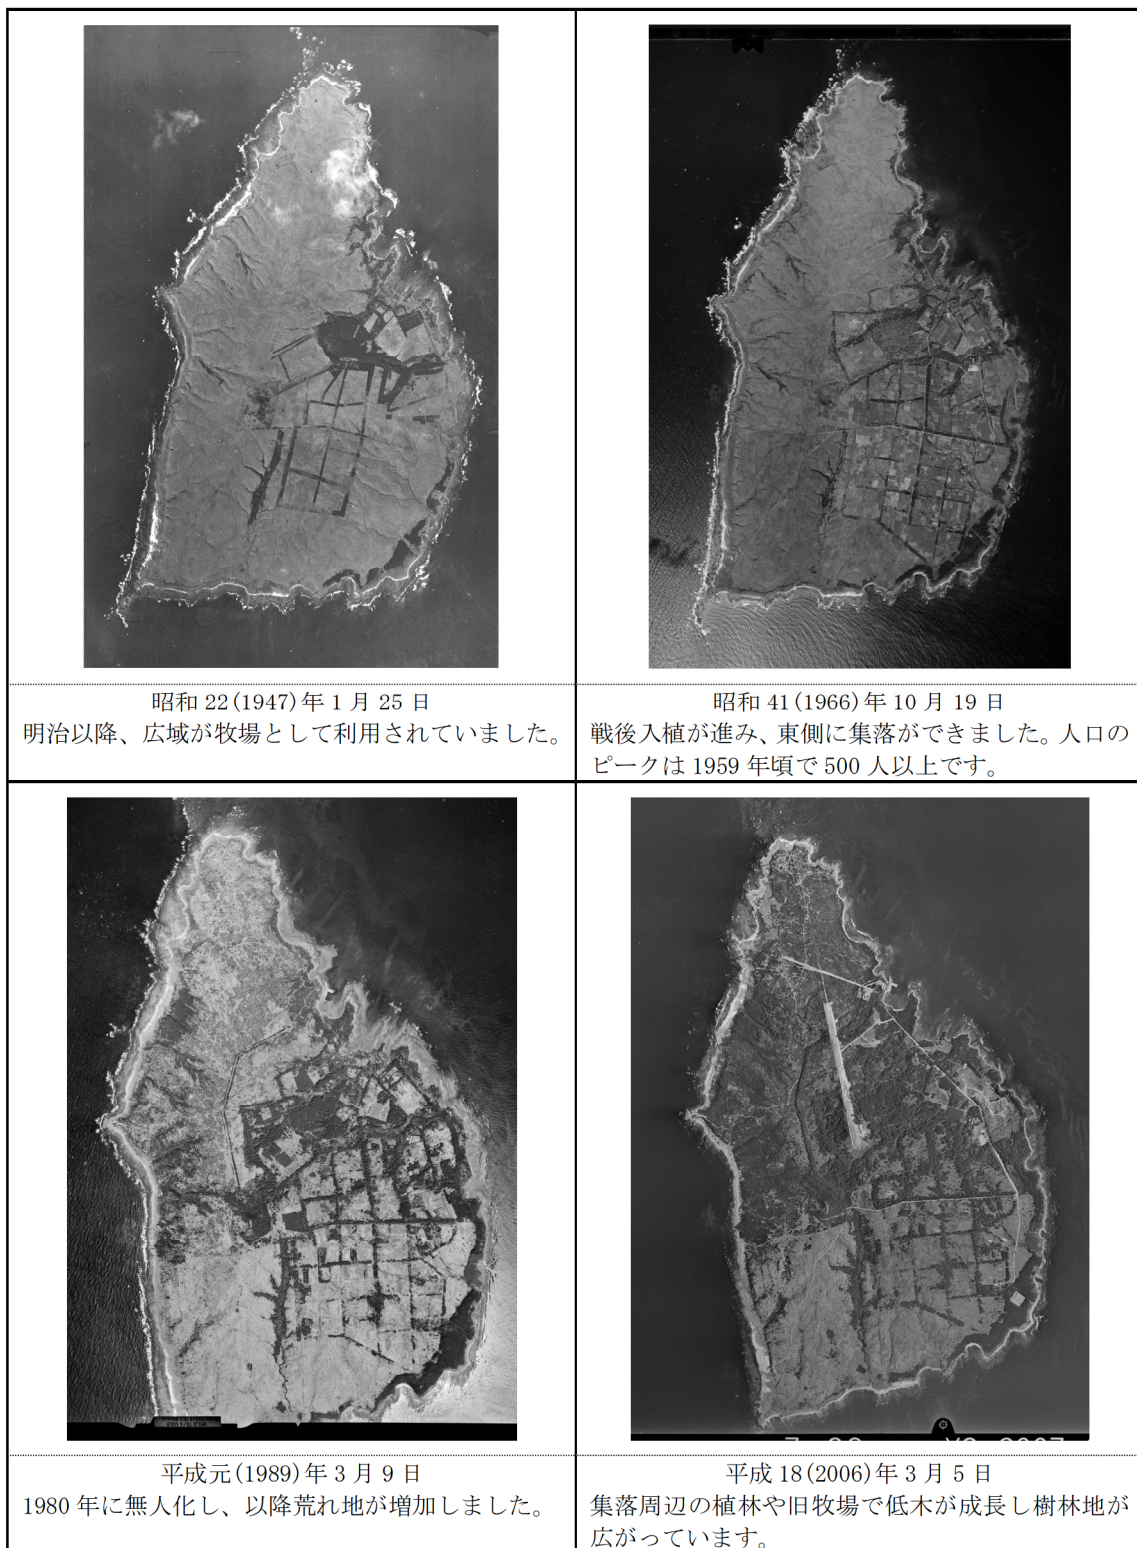 昭和 22(1947)年 1 月 25 日
明治以降、広域が牧場として利用されていました。
昭和 41(1966)年 10 月 19 日
戦後入植が進み、東側に集落ができました。人口の
ピークは 1959 年頃で 500 人以上です。
平成元(1989)年 3 月 9 日
1980 年に無人化し、以降荒れ地が増加しました。
平成 18(2006)年 3 月 5 日
集落周辺の植林や旧牧場で低木が成長し樹林地が
広がっています。